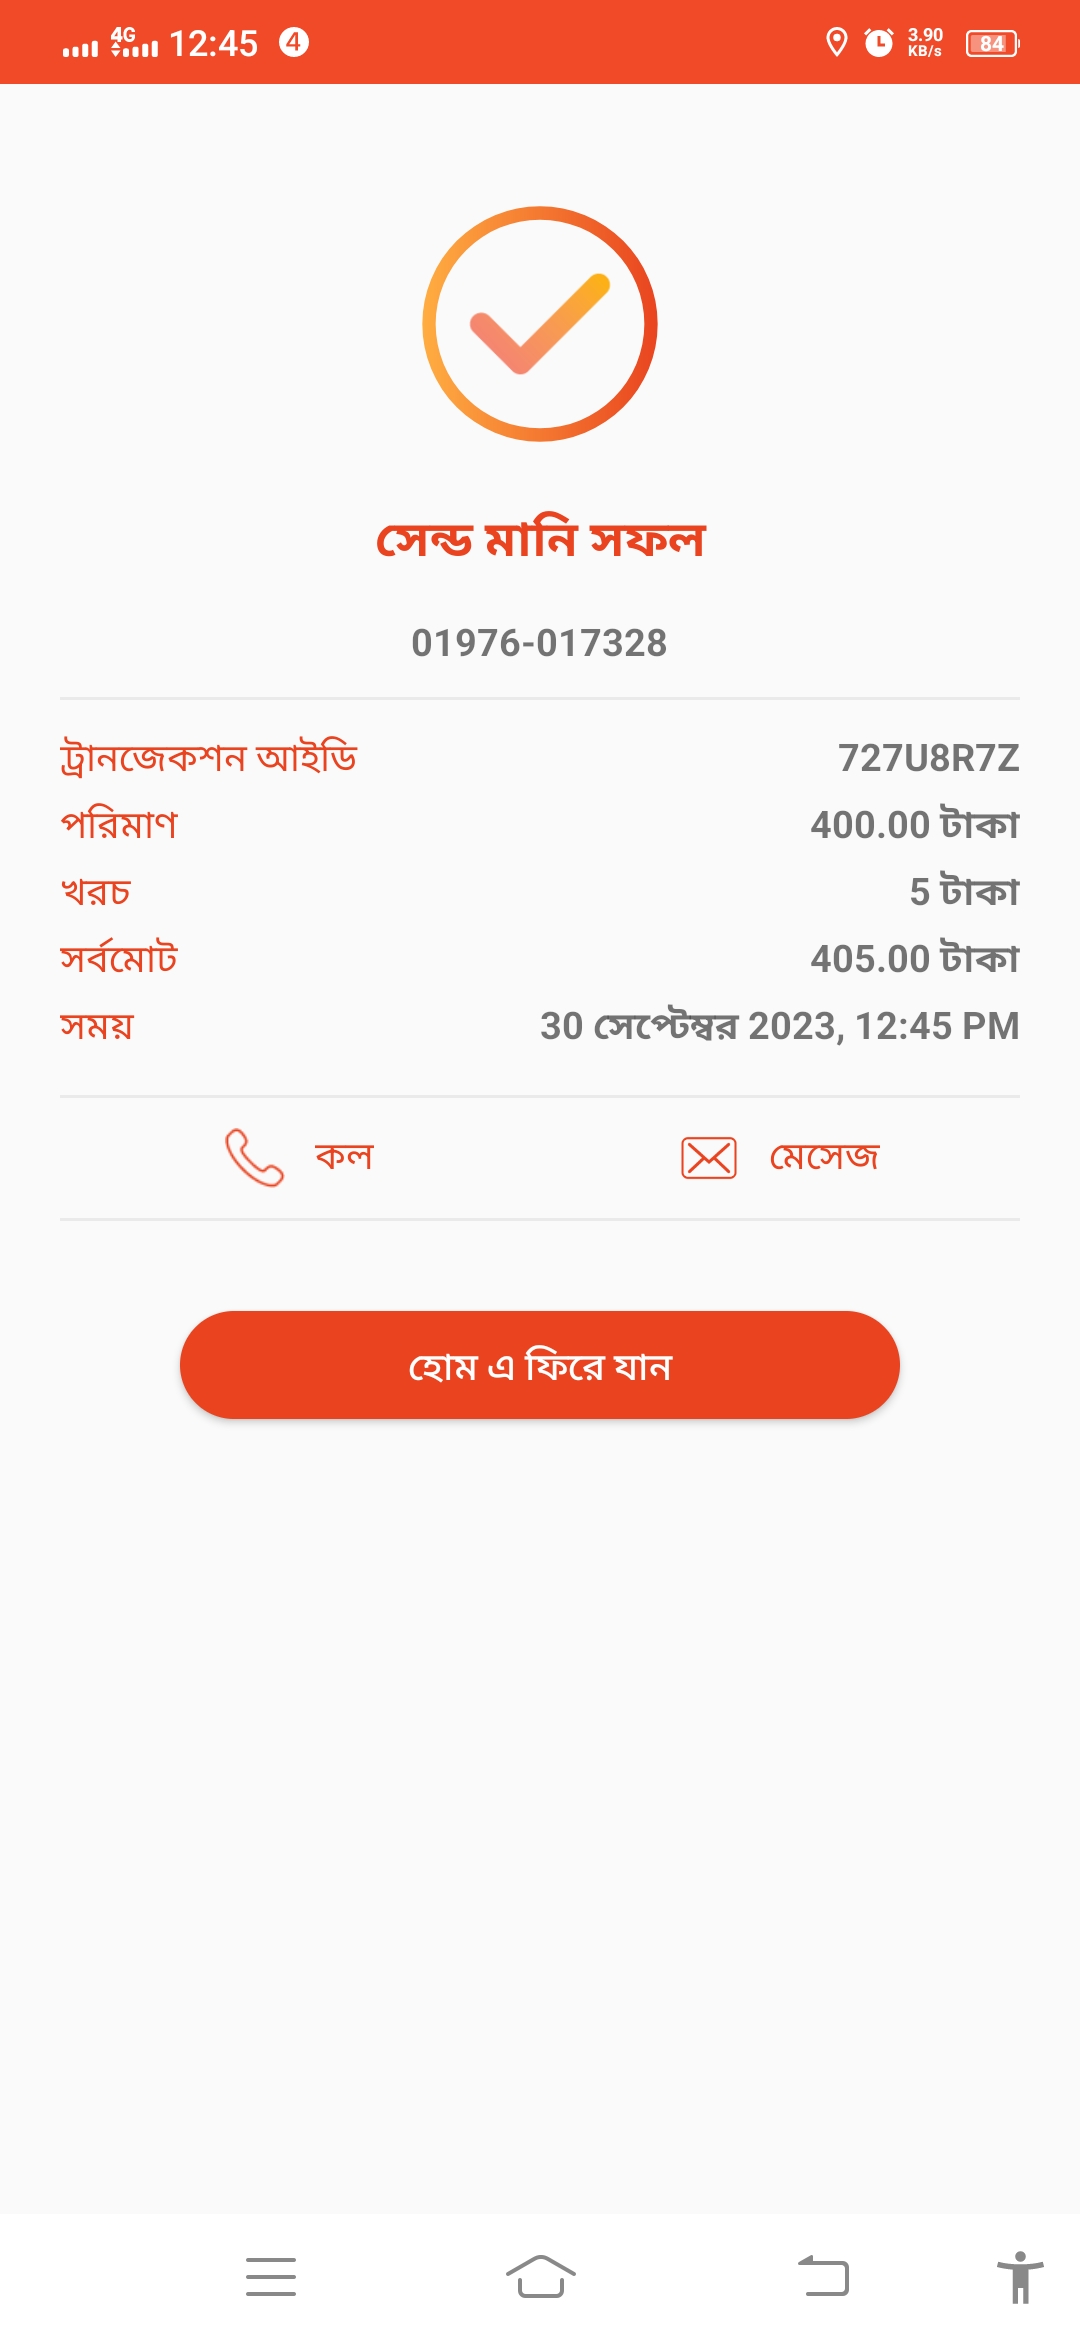 4G 12:45 4 3.90 KB/s 84
সেন্ড মানি সফল
01976-017328
ট্রানজেকশন আইডি 727U8R7Z
পরিমাণ 400.00 টাকা
খরচ 5 টাকা
সর্বমোট 405.00 টাকা
সময় 30 সেপ্টেম্বর 2023, 12:45 PM
কল মেসেজ
হোম এ ফিরে যান